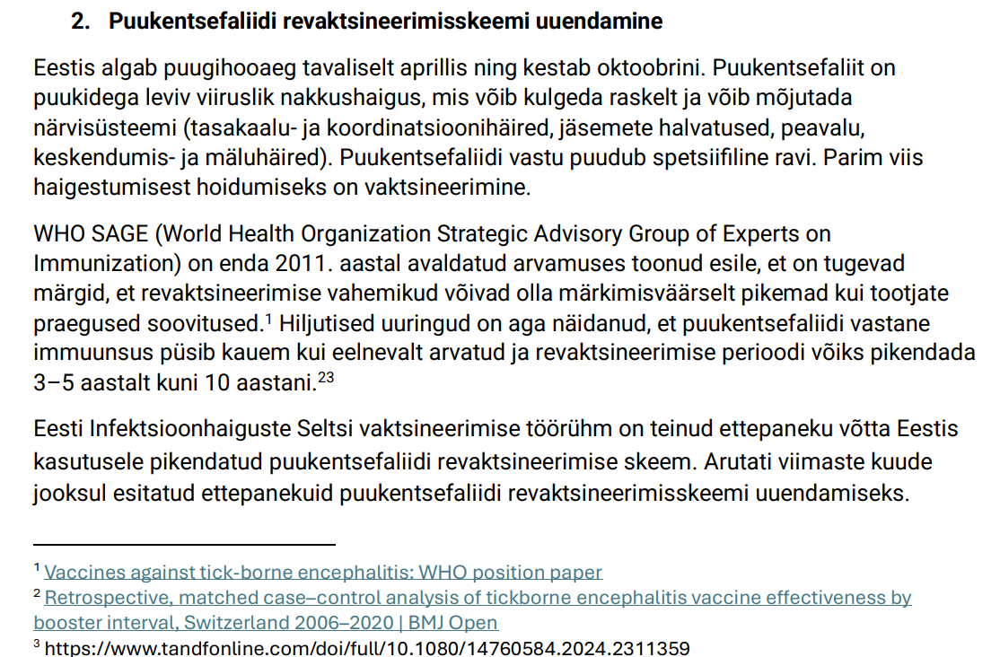 2. Puukentsefaliidi revaktsineerimisskeemi uuendamine
Eestis algab puugihooaeg tavaliselt aprillis ning kestab oktoobrini. Puukentsefaliit on
puukidega leviv viiruslik nakkushaigus, mis võib kulgeda raskelt ja võib mõjutada
närvisüsteemi (tasakaalu- ja koordinatsioonihäired, jäsemete halvatused, peavalu,
keskendumis- ja mäluhäired). Puukentsefaliidi vastu puudub spetsiifiline ravi. Parim viis
haigestumisest hoidumiseks on vaktsineerimine.
WHO SAGE (World Health Organization Strategic Advisory Group of Experts on
Immunization) on enda 2011. aastal avaldatud arvamuses toonud esile, et on tugevad
märgid, et revaktsineerimise vahemikud võivad olla märkimisväärselt pikemad kui tootjate
praegused soovitused.¹ Hiljutised uuringud on aga näidanud, et puukentsefaliidi vastane
immuunsus püsib kauem kui eelnevalt arvatud ja revaktsineerimise perioodi võiks pikendada
3–5 aastalt kuni 10 aastani.²³
Eesti Infektsioonhaiguste Seltsi vaktsineerimise töörühm on teinud ettepaneku võtta Eestis
kasutusele pikendatud puukentsefaliidi revaktsineerimise skeem. Arutati viimaste kuude
jooksul esitatud ettepanekuid puukentsefaliidi revaktsineerimisskeemi uuendamiseks.
¹ Vaccines against tick-borne encephalitis: WHO position paper
² Retrospective, matched case–control analysis of tickborne encephalitis vaccine effectiveness by
booster interval, Switzerland 2006–2020 | BMJ Open
³ https://www.tandfonline.com/doi/full/10.1080/14760584.2024.2311359